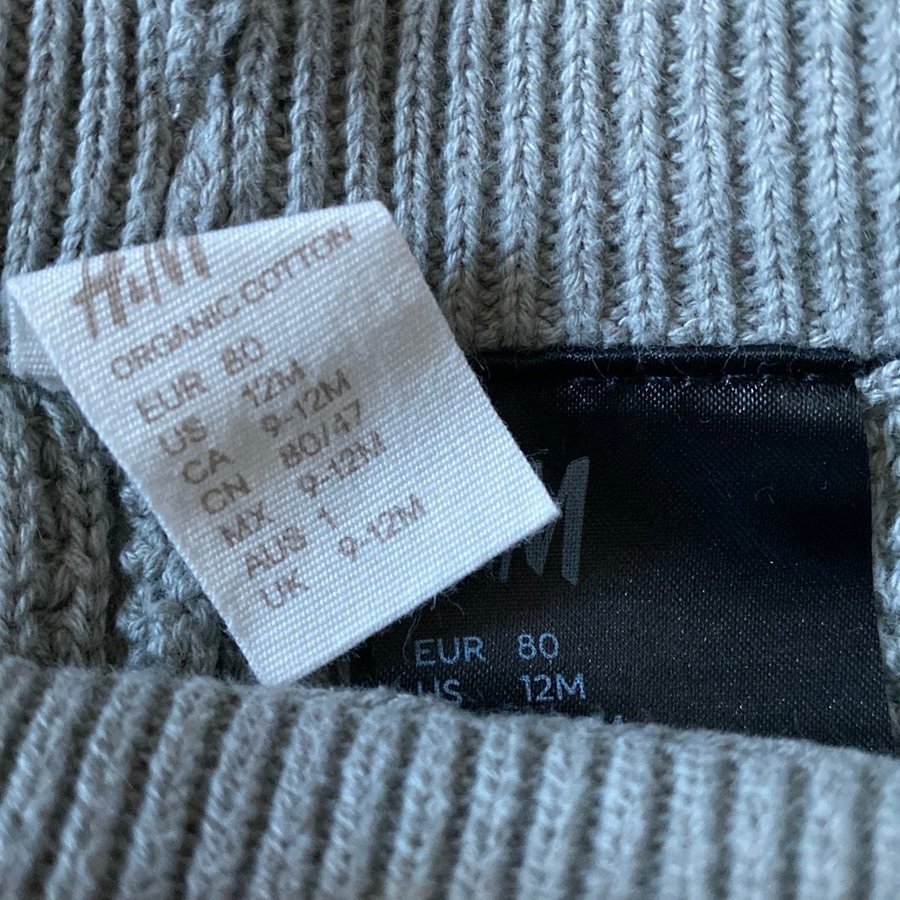 H&M
ORGANIC COTTON
EUR 80
US 12M
CA 9-12M
CN 80/47
MX 9-12M
AUS 1
UK 9-12M
M
EUR 80
US 12M